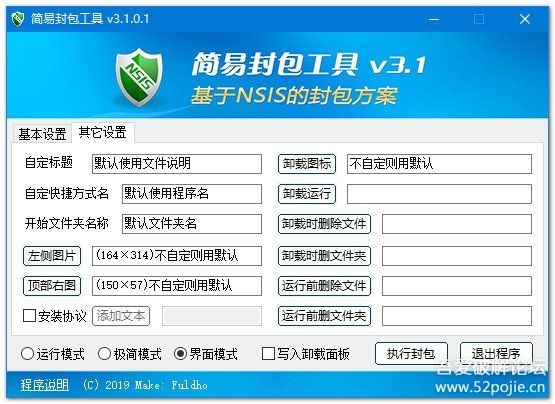 简易封包工具 v3.1.0.1
NSIS
简易封包工具 v3.1
基于NSIS的封包方案
基本设置 其它设置
自定标题 默认使用文件说明 卸载图标 不自定则用默认
自定快捷方式名 默认使用程序名 卸载运行
开始文件夹名称 默认文件夹名 卸载时删除文件
左侧图片 (164×314)不自定则用默认 卸载时删文件夹
顶部右图 (150×57)不自定则用默认 运行前删除文件
安装协议 添加文本 运行前删文件夹
运行模式 极简模式 界面模式 写入卸载面板 执行封包 退出程序
程序说明 (C) 2019 Make: Fuldho
吾爱破解论坛
www.52pojie.cn